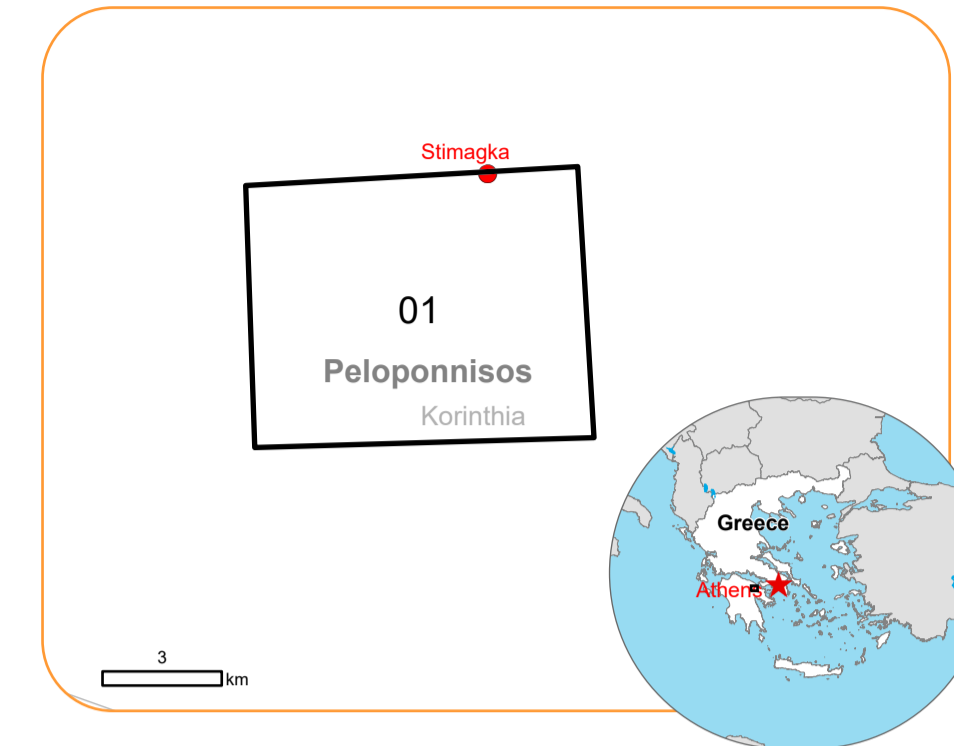 Stimagka
01
Peloponnisos
Korinthia
Greece
Athens
3
km